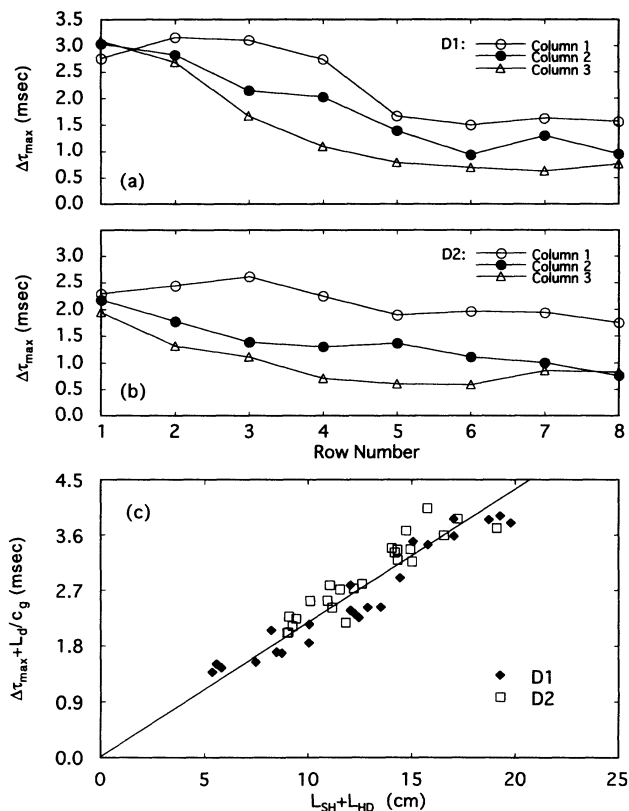 3.5
3.0
2.5
2.0
1.5
1.0
0.5
0.0
Δτmax (msec)
(a)
D1:
Column 1
Column 2
Column 3
3.0
2.5
2.0
1.5
1.0
0.5
0.0
Δτmax (msec)
(b)
D2:
Column 1
Column 2
Column 3
1 2 3 4 5 6 7 8
Row Number
4.5
3.6
2.7
1.8
0.9
0.0
Δτmax+Ld/cg (msec)
(c)
D1
D2
0 5 10 15 20 25
LSH+LHD (cm)